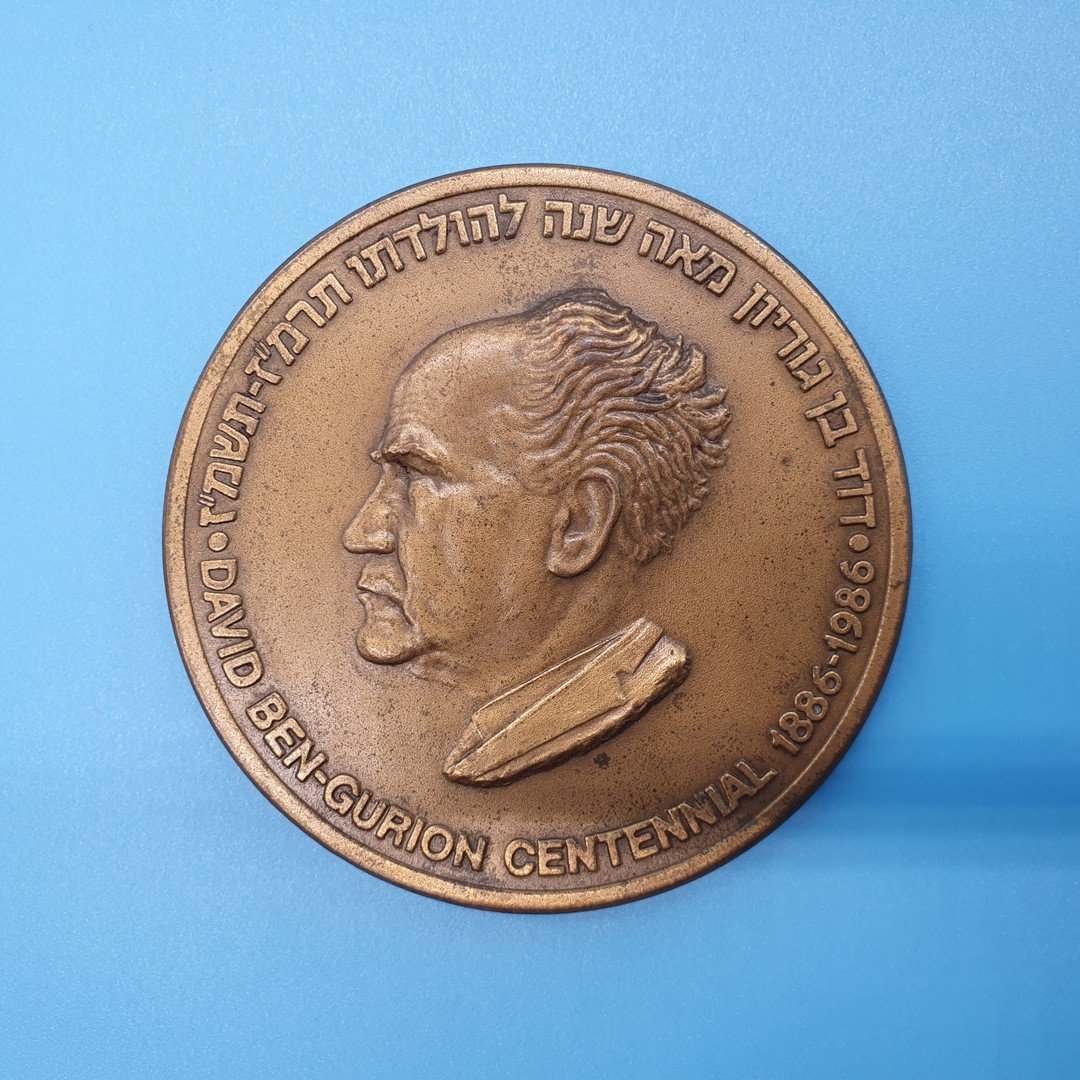 דוד בן גוריון מאה שנה להולדתו תרמ"ז-תשמ"ז
DAVID BEN-GURION CENTENNIAL 1886-1986